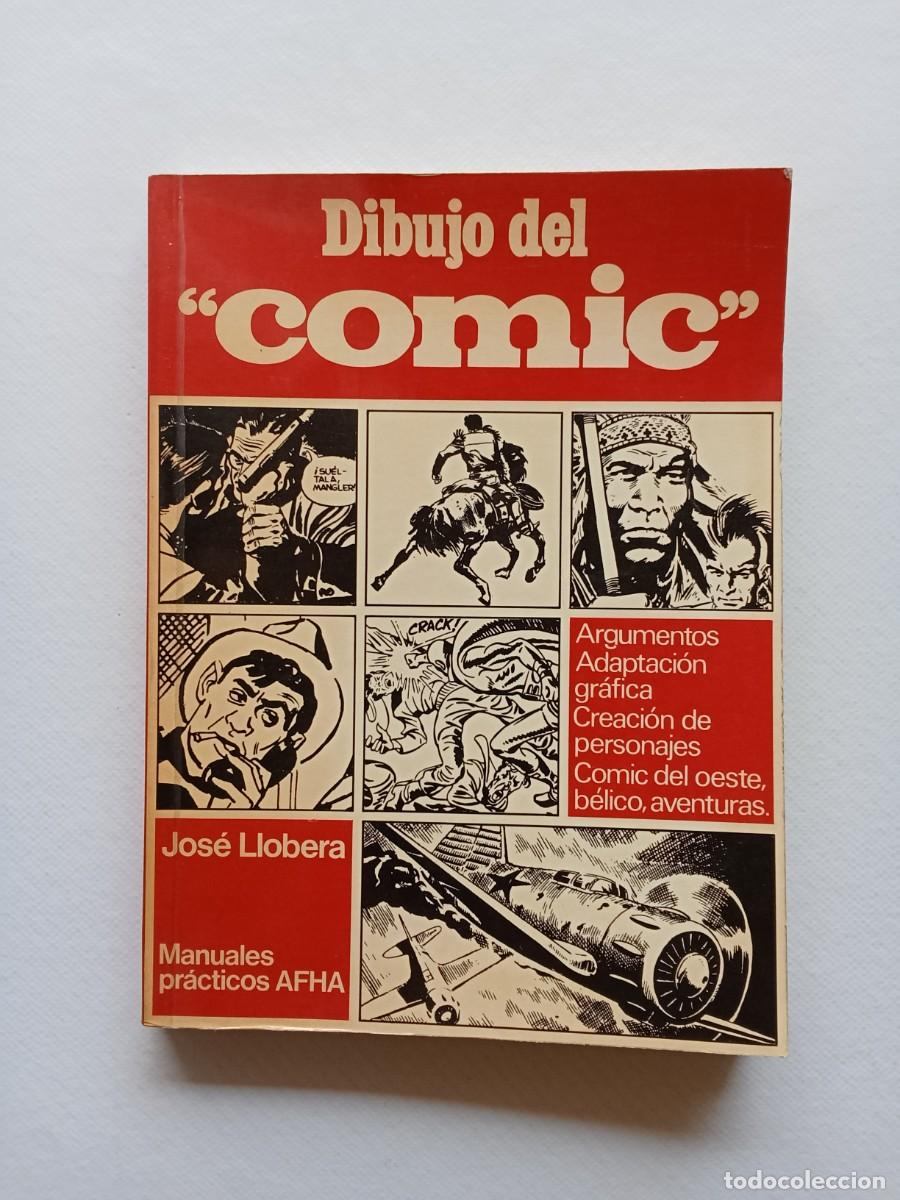 Dibujo del
“comic”
¡SUÉL-
TALA,
MANGLER!
CRACK!
Argumentos
Adaptación
gráfica
Creación de
personajes
Comic del oeste,
bélico, aventuras.
José Llobera
Manuales
prácticos AFHA
todocoleccion